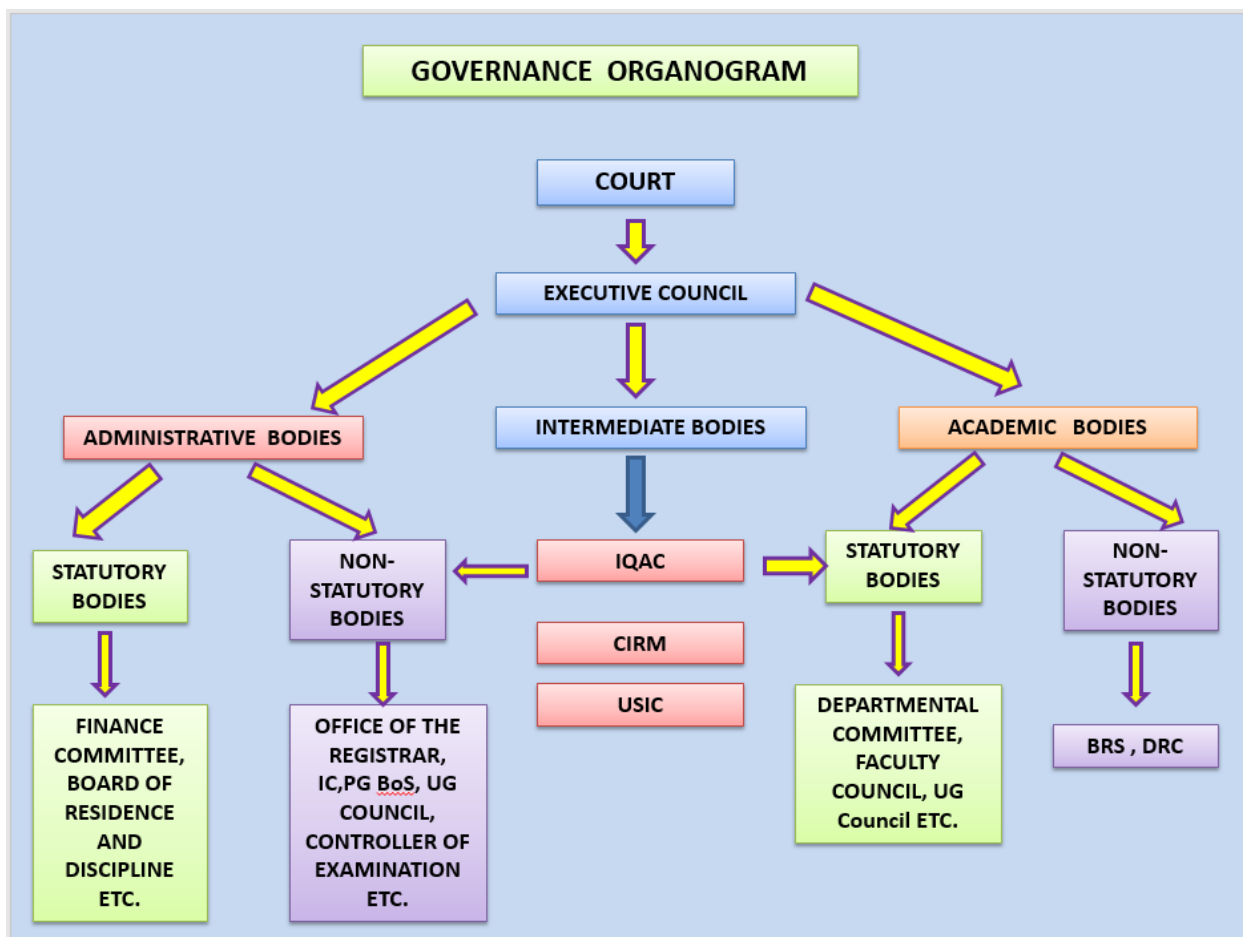 GOVERNANCE ORGANOGRAM
COURT
EXECUTIVE COUNCIL
ADMINISTRATIVE BODIES
INTERMEDIATE BODIES
ACADEMIC BODIES
STATUTORY
BODIES
NON-
STATUTORY
BODIES
IQAC
CIRM
USIC
STATUTORY
BODIES
NON-
STATUTORY
BODIES
FINANCE
COMMITTEE,
BOARD OF
RESIDENCE
AND
DISCIPLINE
ETC.
OFFICE OF THE
REGISTRAR,
IC,PG BoS, UG
COUNCIL,
CONTROLLER OF
EXAMINATION
ETC.
DEPARTMENTAL
COMMITTEE,
FACULTY
COUNCIL, UG
Council ETC.
BRS , DRC